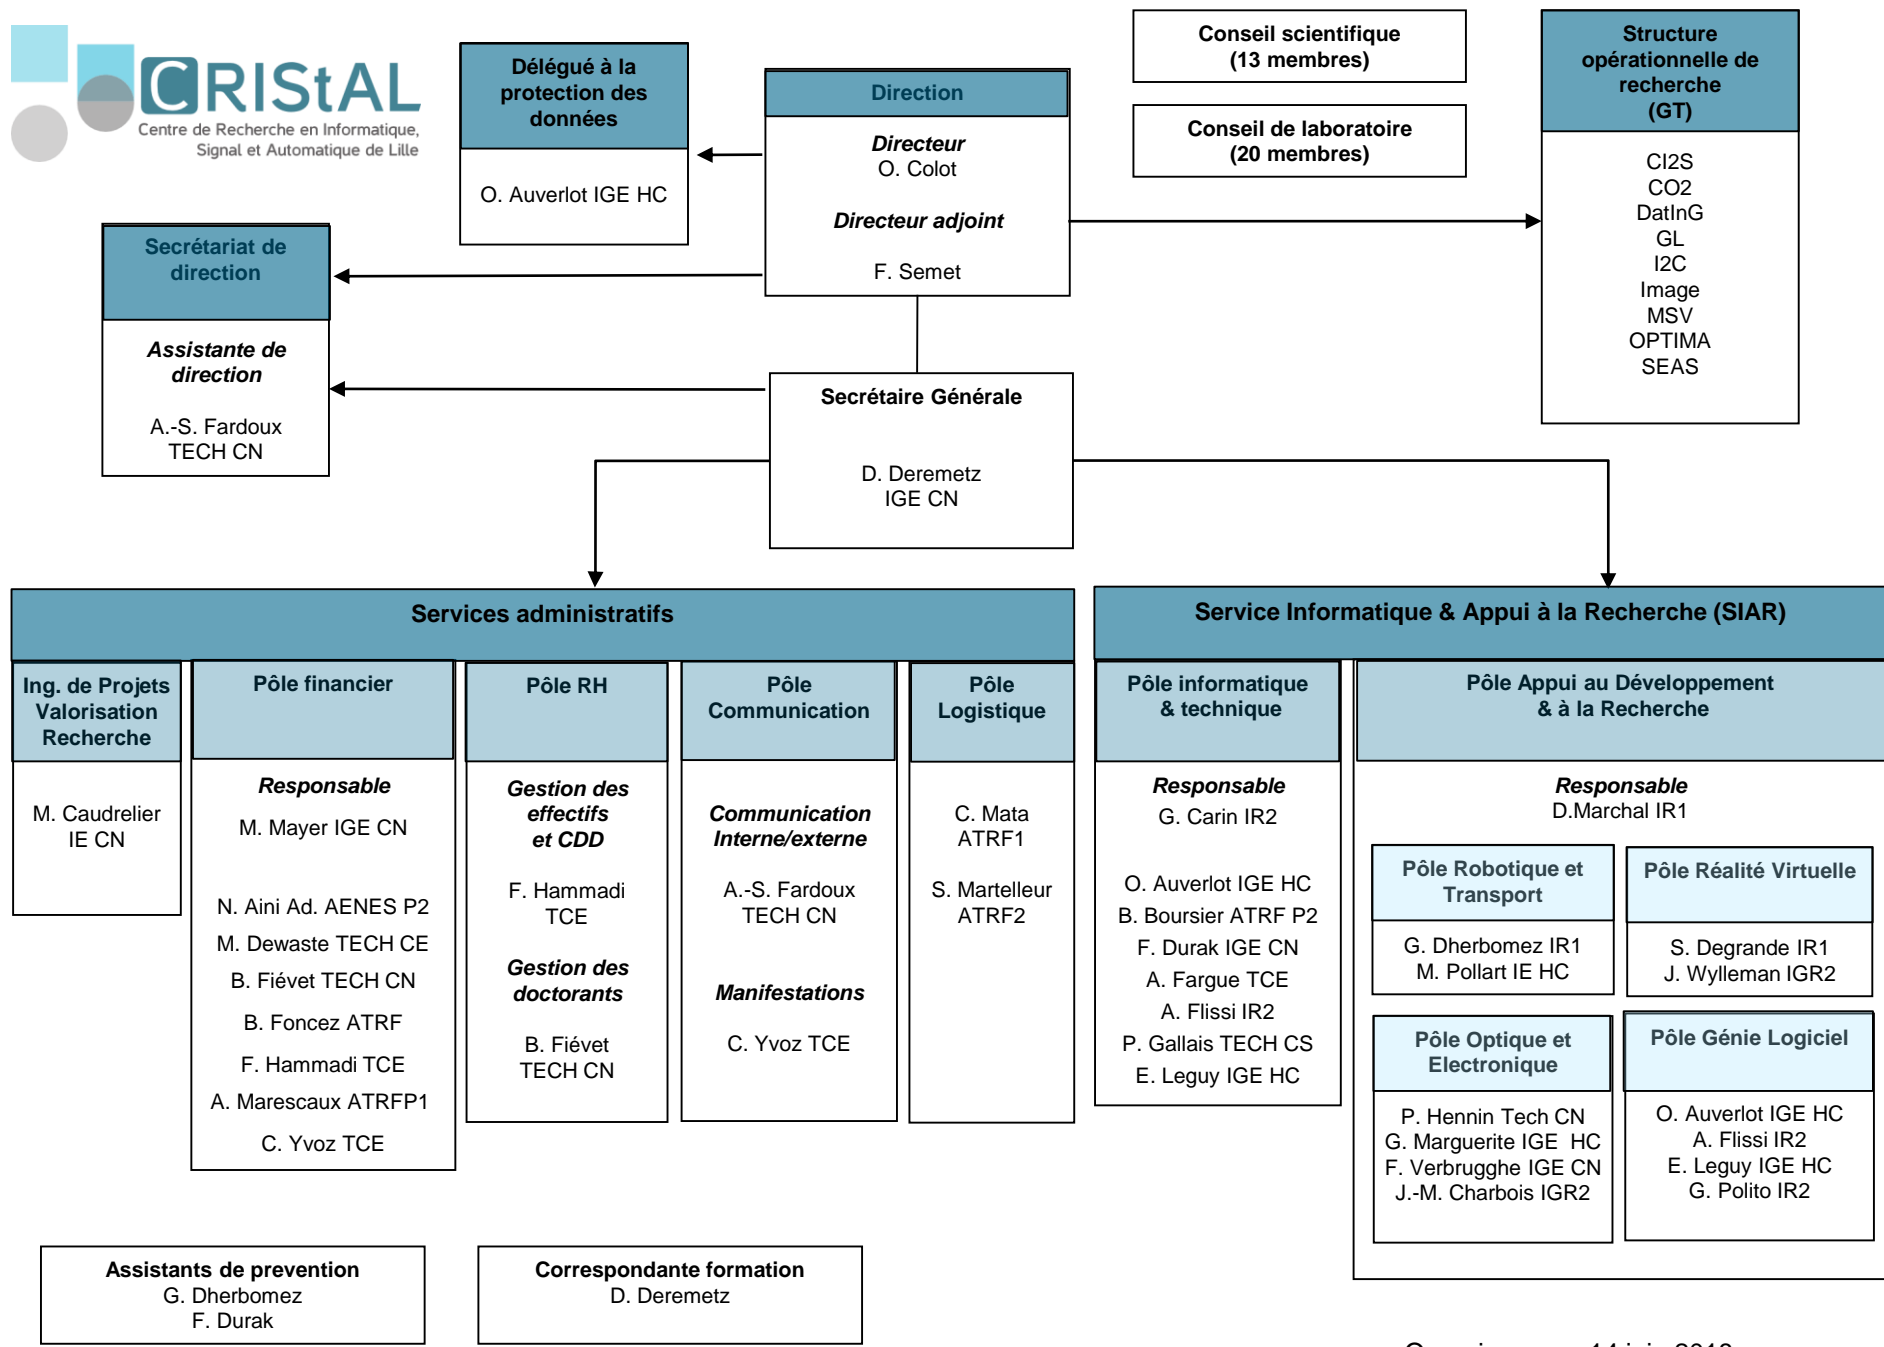 CRIStAL
Centre de Recherche en Informatique,
Signal et Automatique de Lille
Délégué à la
protection des
données
O. Auverlot IGE HC
Direction
Directeur
O. Colot
Directeur adjoint
F. Semet
Conseil scientifique
(13 membres)
Conseil de laboratoire
(20 membres)
Structure
opérationnelle de
recherche
(GT)
CI2S
CO2
DatInG
GL
I2C
Image
MSV
OPTIMA
SEAS
Secrétariat de
direction
Assistante de
direction
A.-S. Fardoux
TECH CN
Secrétaire Générale
D. Deremetz
IGE CN
Services administratifs
Ing. de Projets
Valorisation
Recherche
M. Caudrelier
IE CN
Pôle financier
Responsable
M. Mayer IGE CN
N. Aini Ad. AENES P2
M. Dewaste TECH CE
B. Fiévet TECH CN
B. Foncez ATRF
F. Hammadi TCE
A. Marescaux ATRFP1
C. Yvoz TCE
Pôle RH
Gestion des
effectifs
et CDD
F. Hammadi
TCE
Gestion des
doctorants
B. Fiévet
TECH CN
Pôle
Communication
Communication
Interne/externe
A.-S. Fardoux
TECH CN
Manifestations
C. Yvoz TCE
Pôle
Logistique
C. Mata
ATRF1
S. Martelleur
ATRF2
Service Informatique & Appui à la Recherche (SIAR)
Pôle informatique
& technique
Responsable
G. Carin IR2
O. Auverlot IGE HC
B. Boursier ATRF P2
F. Durak IGE CN
A. Fargue TCE
A. Flissi IR2
P. Gallais TECH CS
E. Leguy IGE HC
Pôle Appui au Développement
& à la Recherche
Responsable
D.Marchal IR1
Pôle Robotique et
Transport
G. Dherbomez IR1
M. Pollart IE HC
Pôle Réalité Virtuelle
S. Degrande IR1
J. Wylleman IGR2
Pôle Optique et
Electronique
P. Hennin Tech CN
G. Marguerite IGE HC
F. Verbrugghe IGE CN
J.-M. Charbois IGR2
Pôle Génie Logiciel
O. Auverlot IGE HC
A. Flissi IR2
E. Leguy IGE HC
G. Polito IR2
Assistants de prevention
G. Dherbomez
F. Durak
Correspondante formation
D. Deremetz